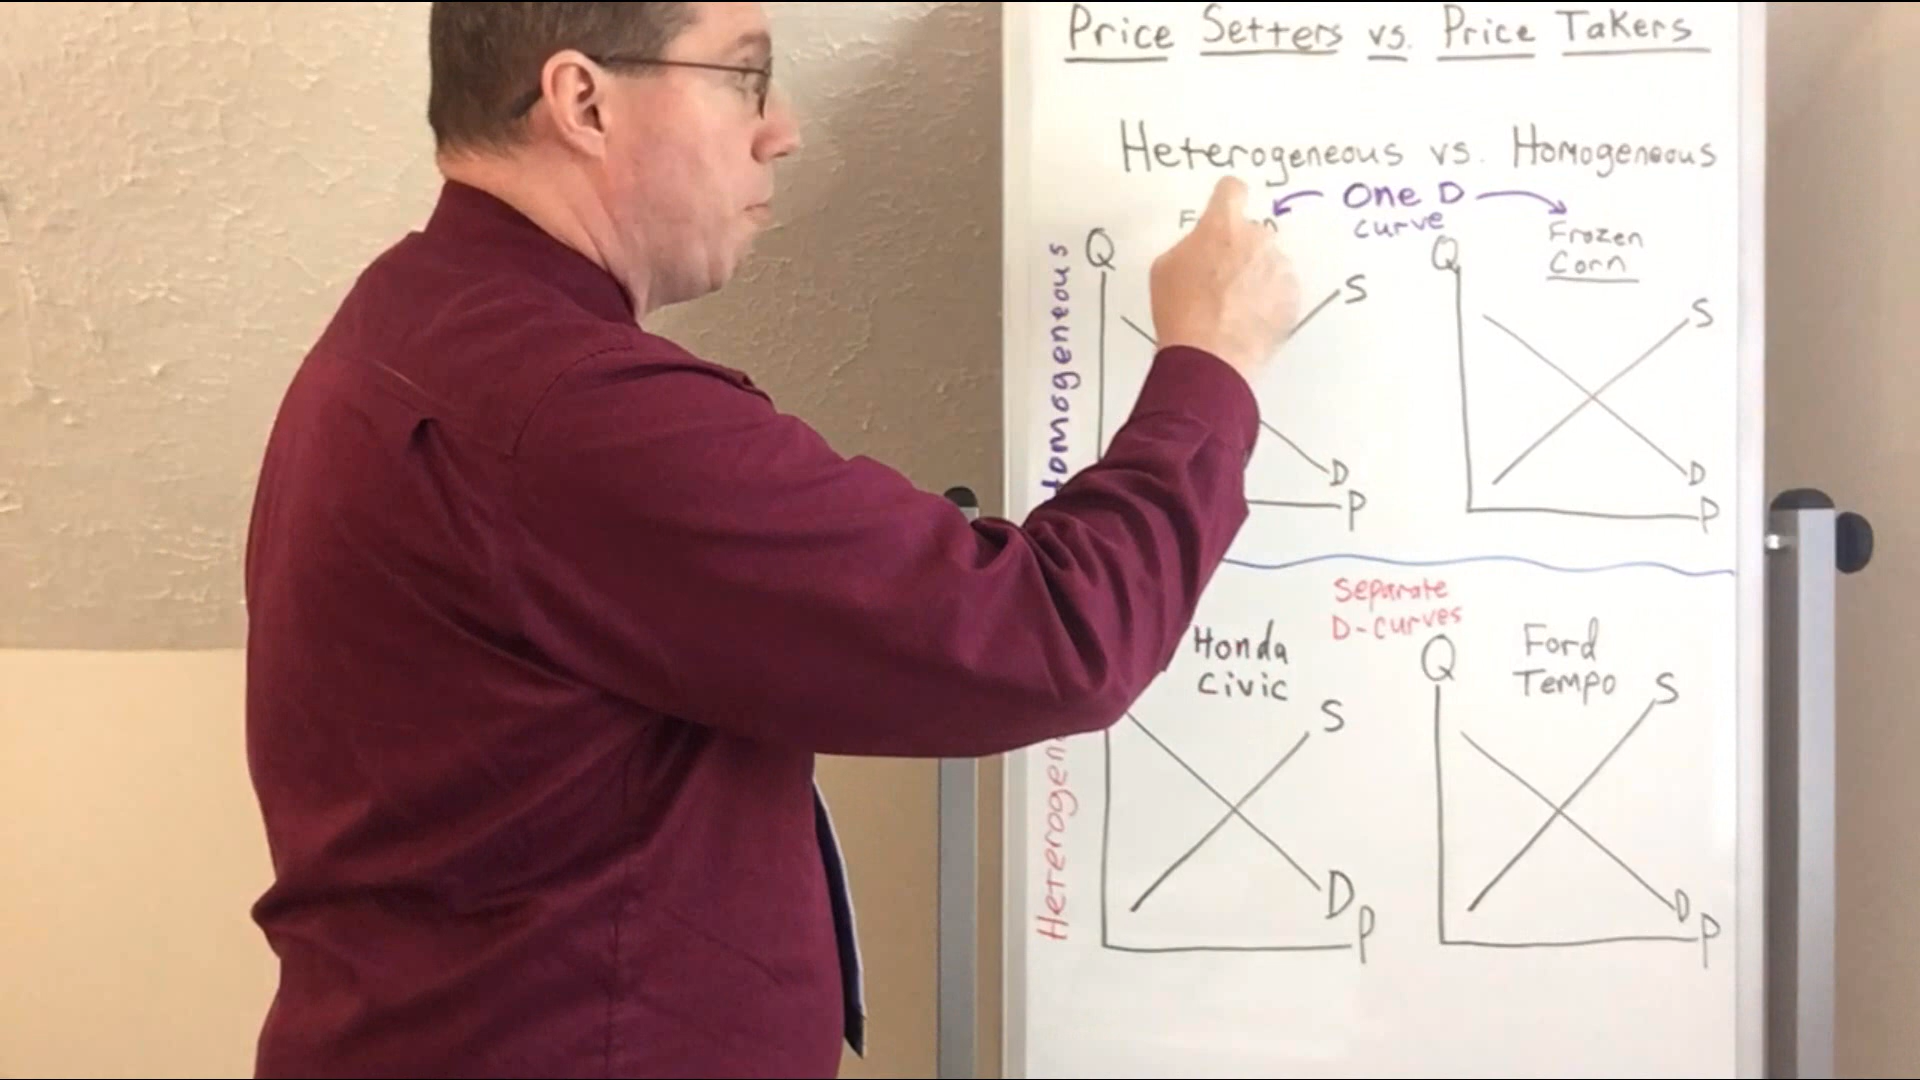 Price Setters vs. Price Takers
Heterogeneous vs. Homogeneous
One D
curve
Homogeneous
Q
S
D
P
Frozen
Corn
Q
S
D
P
Separate
D-curves
Honda
Civic
S
D
P
Ford
Tempo
Q
S
D
P